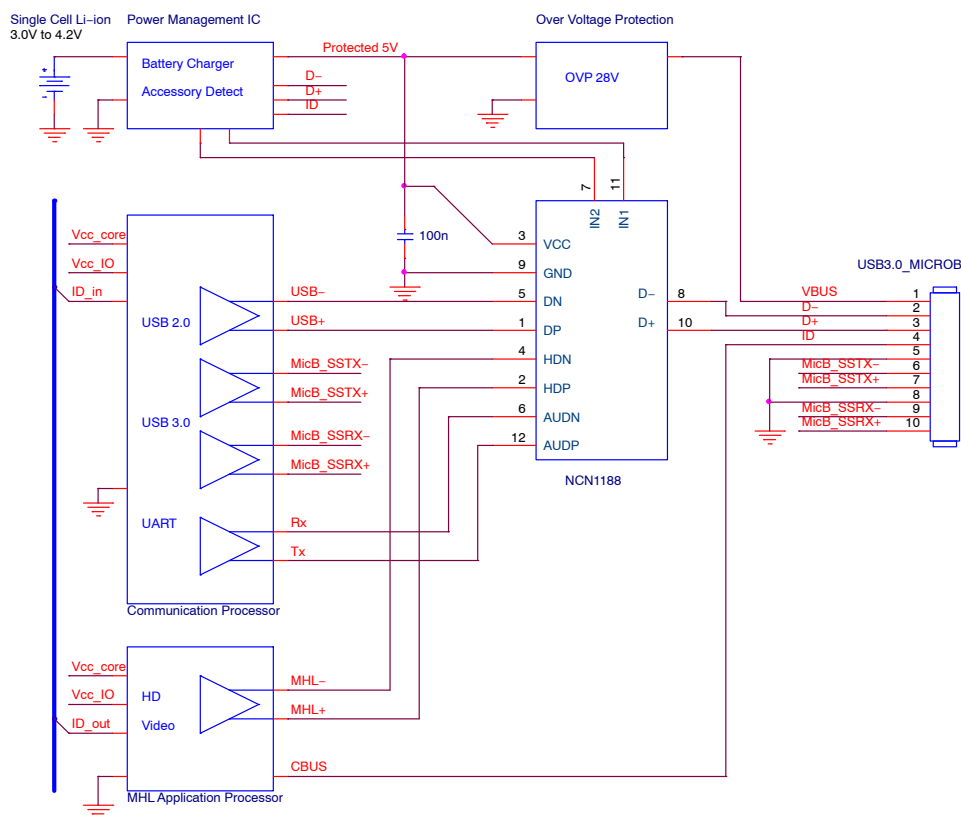 Single Cell Li–ion
3.0V to 4.2V
Power Management IC
Over Voltage Protection
Battery Charger
Accessory Detect
Protected 5V
D–
D+
ID
OVP 28V
+
–
7
11
IN2
IN1
100n
3
VCC
9
GND
5
DN
1
DP
4
HDN
2
HDP
6
AUDN
12
AUDP
D–
8
D+
10
NCN1188
USB3.0_MICROB
VBUS
1
D–
2
D+
3
ID
4
5
MicB_SSTX–
6
MicB_SSTX+
7
8
MicB_SSRX–
9
MicB_SSRX+
10
Vcc_core
Vcc_IO
ID_in
USB 2.0
USB–
USB+
USB 3.0
MicB_SSTX–
MicB_SSTX+
MicB_SSRX–
MicB_SSRX+
UART
Rx
Tx
Communication Processor
Vcc_core
Vcc_IO
ID_out
HD
Video
MHL–
MHL+
CBUS
MHL Application Processor